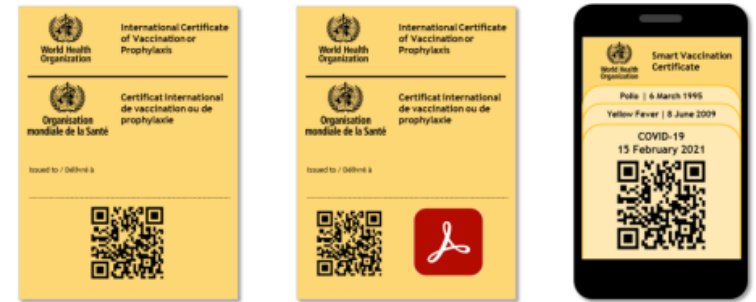 World Health
Organization
International Certificate
of Vaccination or
Prophylaxis
Organisation
mondiale de la Santé
Certificat international
de vaccination ou de
prophylaxie
Issued to / Délivré à
World Health
Organization
International Certificate
of Vaccination or
Prophylaxis
Organisation
mondiale de la Santé
Certificat international
de vaccination ou de
prophylaxie
Issued to / Délivré à
World Health
Organization
Smart Vaccination
Certificate
Polio | 6 March 1995
Yellow Fever | 8 June 2009
COVID-19
15 February 2021